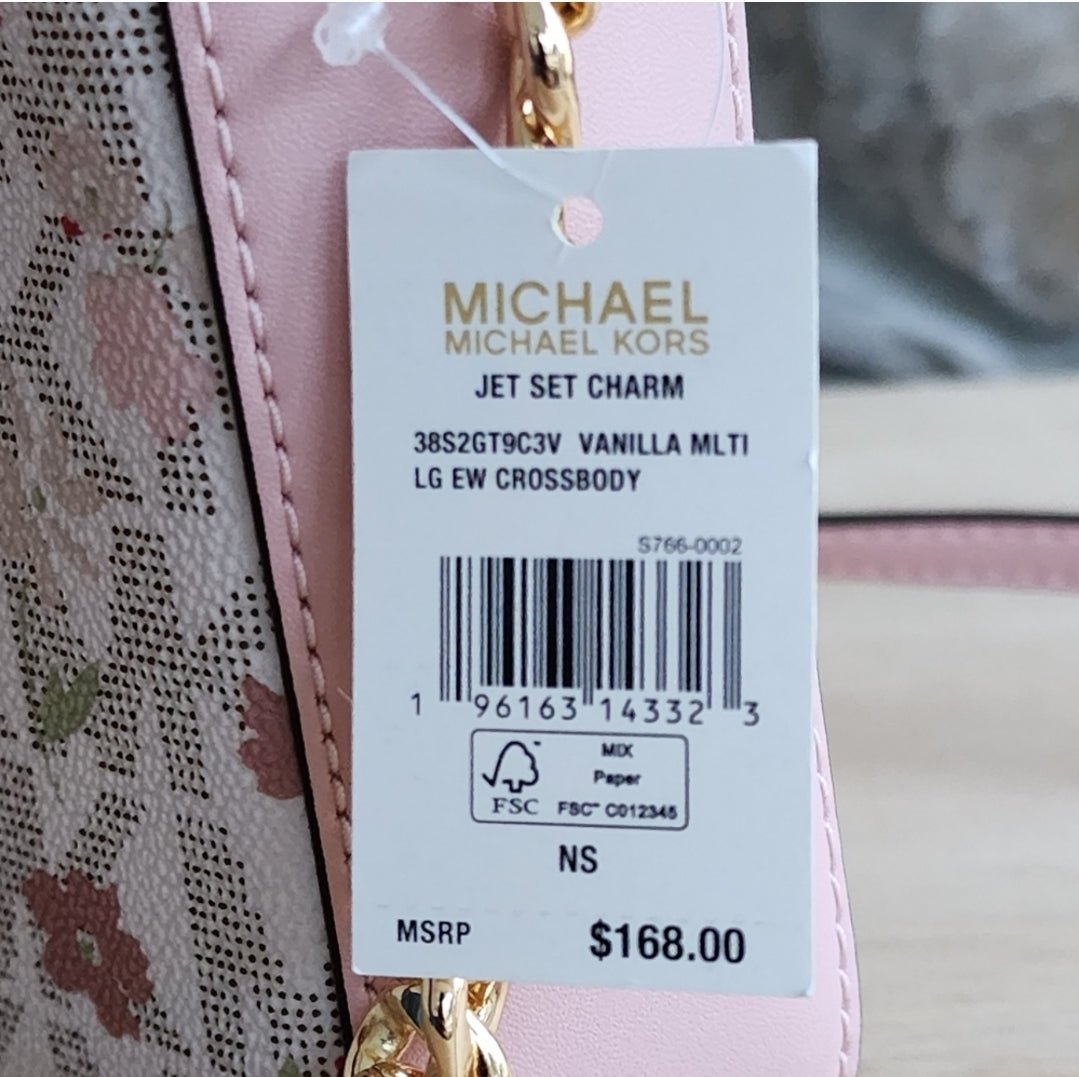 MICHAEL
MICHAEL KORS
JET SET CHARM
38S2GT9C3V VANILLA MLTI
LG EW CROSSBODY
S766-0002
1 96163 14332 3
MIX
Paper
FSC
FSC™ C012345
NS
MSRP $168.00